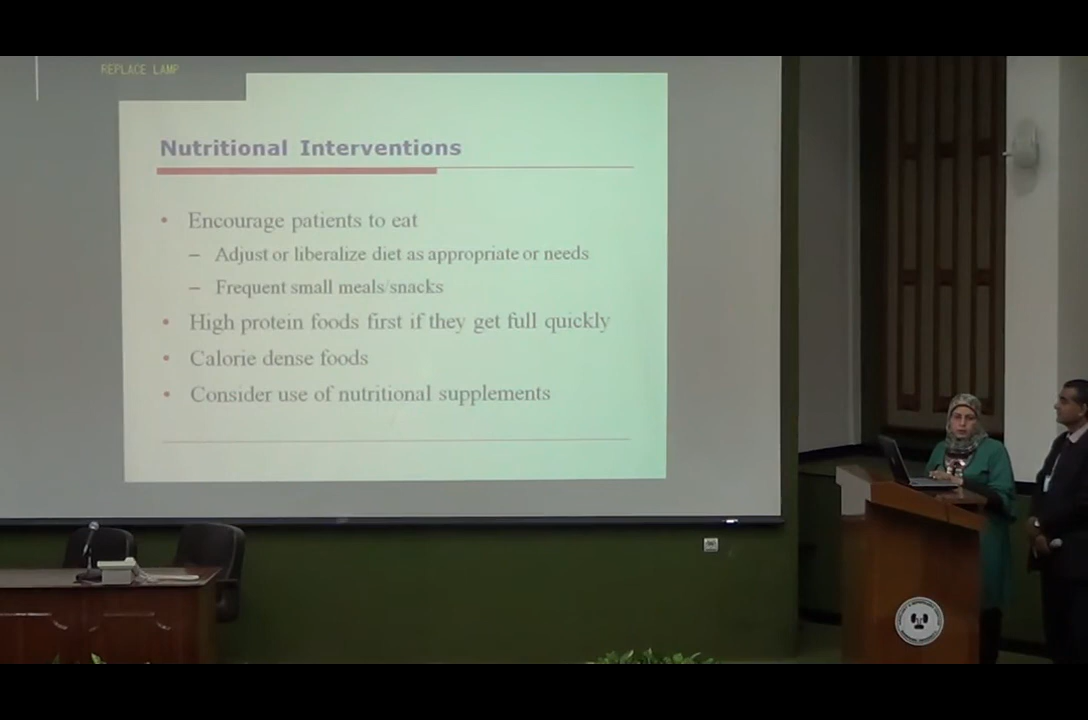 REPLACE LAMP
Nutritional Interventions
• Encourage patients to eat
– Adjust or liberalize diet as appropriate or needs
– Frequent small meals/snacks
• High protein foods first if they get full quickly
• Calorie dense foods
• Consider use of nutritional supplements